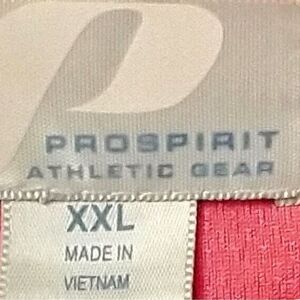 PROSPIRIT
ATHLETIC GEAR
XXL
MADE IN
VIETNAM